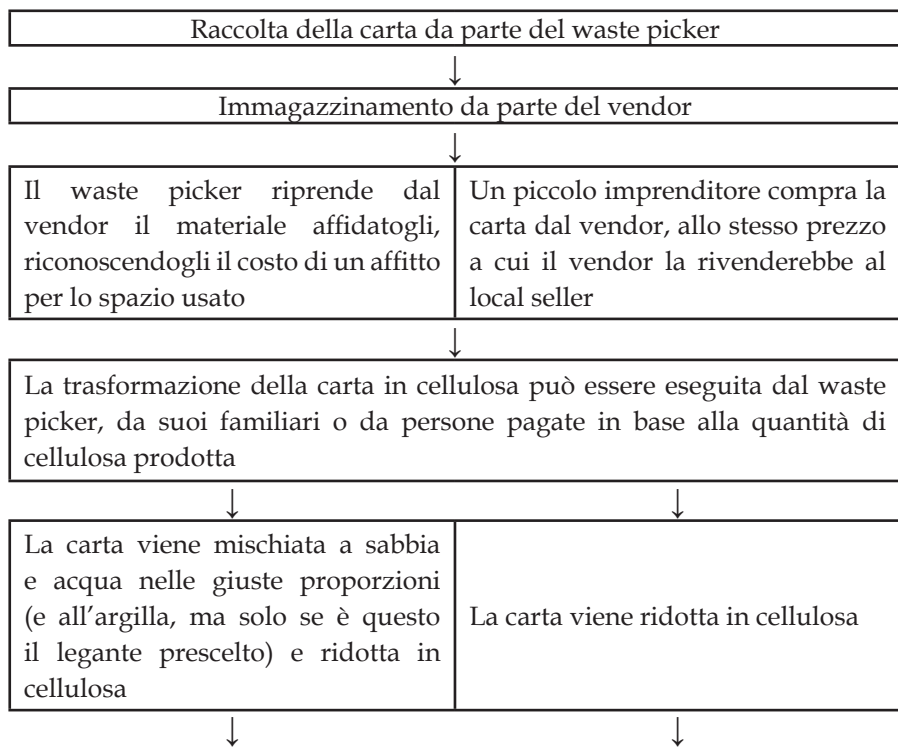 Raccolta della carta da parte del waste picker
↓
Immagazzinamento da parte del vendor
↓
Il waste picker riprende dal
vendor il materiale affidatogli,
riconoscendogli il costo di un affitto
per lo spazio usato
Un piccolo imprenditore compra la
carta dal vendor, allo stesso prezzo
a cui il vendor la rivenderebbe al
local seller
↓
La trasformazione della carta in cellulosa può essere eseguita dal waste
picker, da suoi familiari o da persone pagate in base alla quantità di
cellulosa prodotta
↓ ↓
La carta viene mischiata a sabbia
e acqua nelle giuste proporzioni
(e all'argilla, ma solo se è questo
il legante prescelto) e ridotta in
cellulosa
La carta viene ridotta in cellulosa
↓ ↓